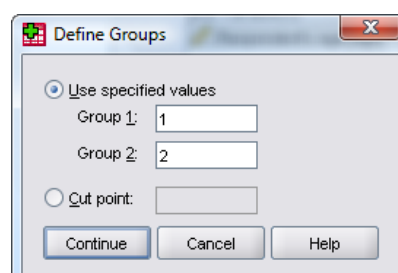 Define Groups
Use specified values
Group 1: 1
Group 2: 2
Cut point:
Continue Cancel Help